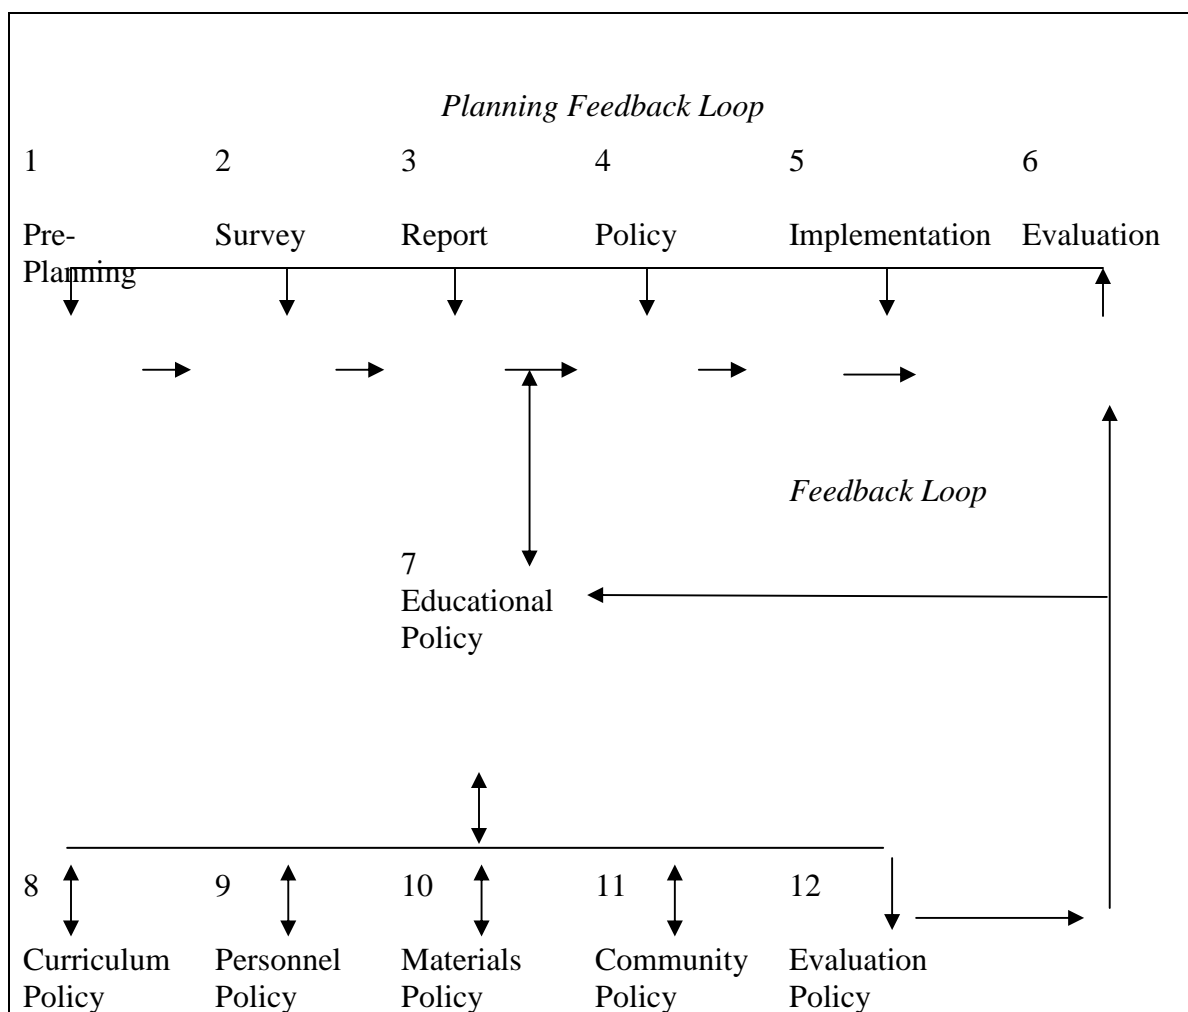 Planning Feedback Loop
1 2 3 4 5 6
Pre- Survey Report Policy Implementation Evaluation
Planning
Feedback Loop
7
Educational
Policy
8 9 10 11 12
Curriculum Personnel Materials Community Evaluation
Policy Policy Policy Policy Policy